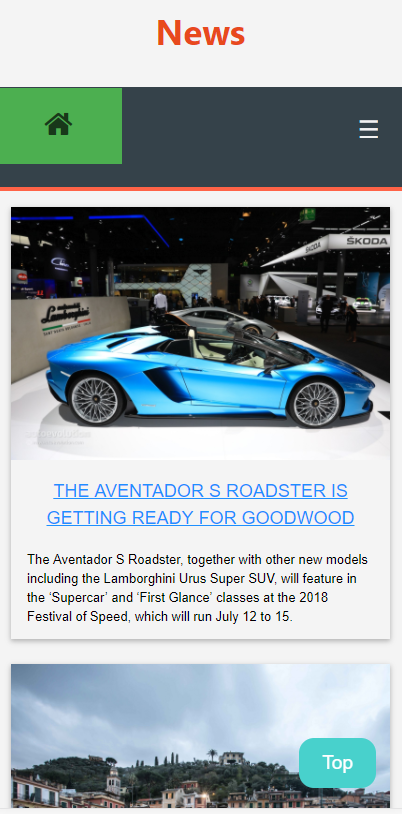 News
ŠKODA
Lamborghini
THE AVENTADOR S ROADSTER IS
GETTING READY FOR GOODWOOD
The Aventador S Roadster, together with other new models
including the Lamborghini Urus Super SUV, will feature in
the ‘Supercar’ and ‘First Glance’ classes at the 2018
Festival of Speed, which will run July 12 to 15.
Top